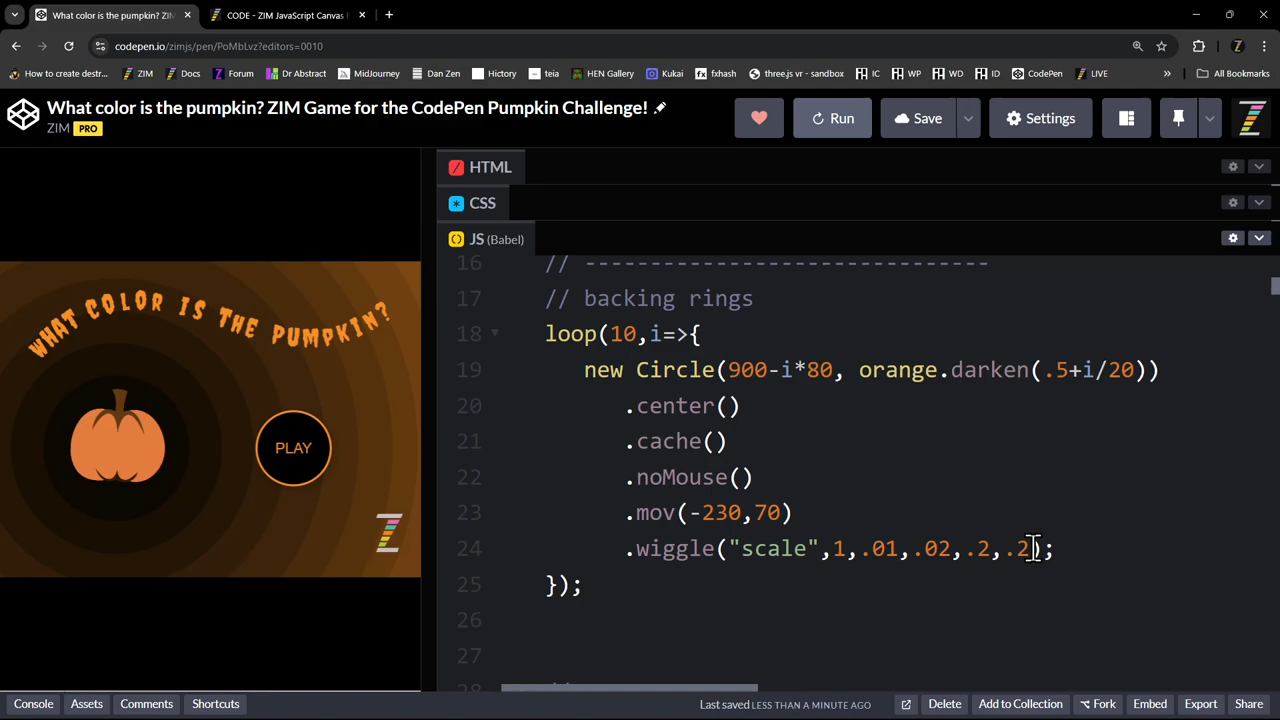 What color is the pumpkin? ZIM
CODE - ZIM JavaScript Canvas
codepen.io/zimjs/pen/PoMbLvz?editors=0010
How to create destr... ZIM Docs Forum Dr Abstract MidJourney Dan Zen Hictory teia HEN Gallery Kukai fxhash three.js vr - sandbox IC WP WD ID CodePen LIVE » All Bookmarks
What color is the pumpkin? ZIM Game for the CodePen Pumpkin Challenge!
ZIM PRO
Run Save Settings
HTML
CSS
JS (Babel)
WHAT COLOR IS THE PUMPKIN?
PLAY
16 // -------------------------------
17 // backing rings
18 loop(10,i=>{
19 new Circle(900-i*80, orange.darken(.5+i/20))
20 .center()
21 .cache()
22 .noMouse()
23 .mov(-230,70)
24 .wiggle("scale",1,.01,.02,.2,.2);
25 });
26
27
Console Assets Comments Shortcuts Last saved LESS THAN A MINUTE AGO Delete Add to Collection Fork Embed Export Share